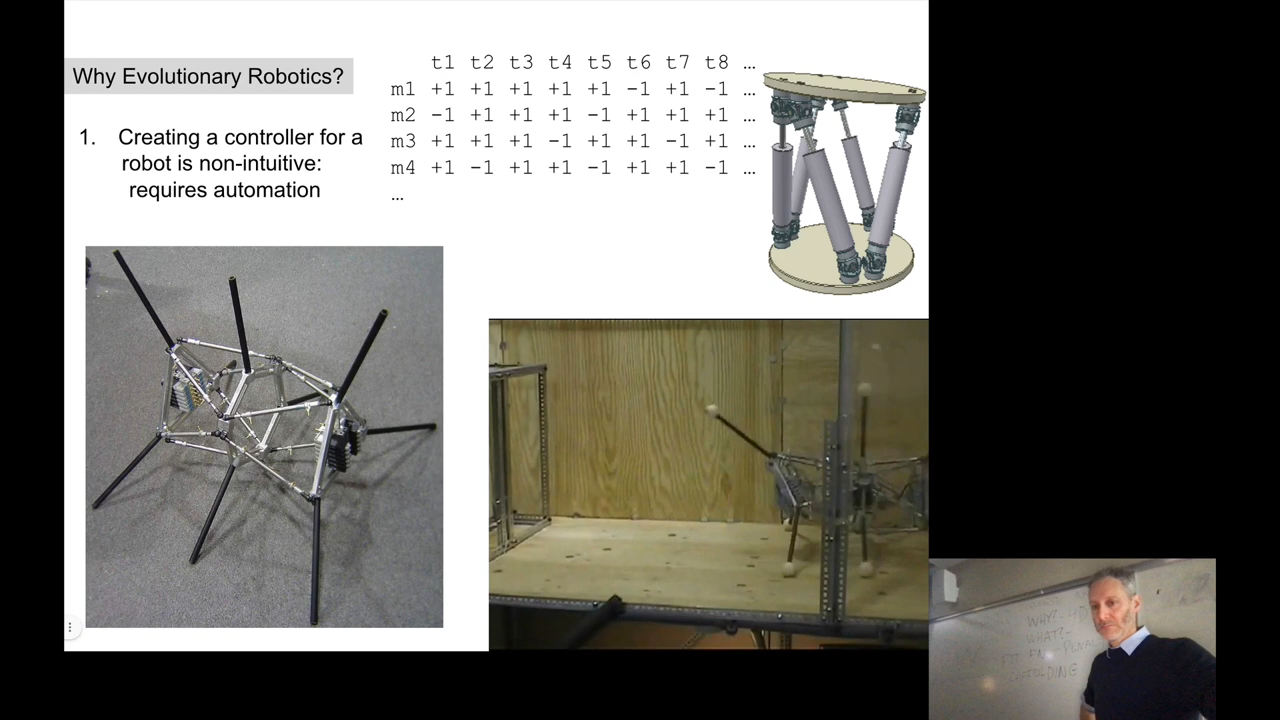 Why Evolutionary Robotics?
1. Creating a controller for a
robot is non-intuitive:
requires automation
t1 t2 t3 t4 t5 t6 t7 t8 …
m1 +1 +1 +1 +1 +1 -1 +1 -1 …
m2 -1 +1 +1 +1 -1 +1 +1 +1 …
m3 +1 +1 +1 -1 +1 +1 -1 +1 …
m4 +1 -1 +1 +1 -1 +1 +1 -1 …
…
WHY?
WHAT?
FIT FN